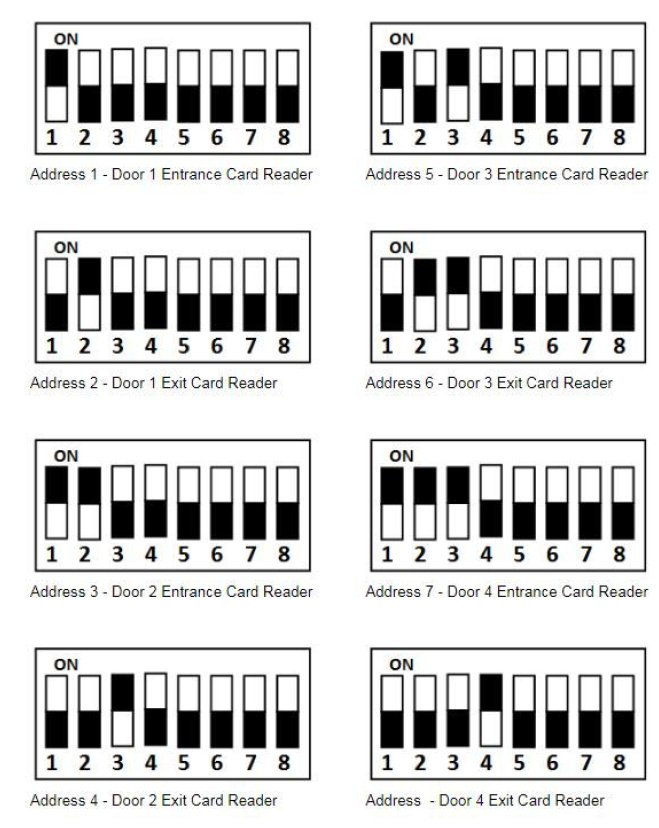 ON
1 2 3 4 5 6 7 8
Address 1 - Door 1 Entrance Card Reader
ON
1 2 3 4 5 6 7 8
Address 5 - Door 3 Entrance Card Reader
ON
1 2 3 4 5 6 7 8
Address 2 - Door 1 Exit Card Reader
ON
1 2 3 4 5 6 7 8
Address 6 - Door 3 Exit Card Reader
ON
1 2 3 4 5 6 7 8
Address 3 - Door 2 Entrance Card Reader
ON
1 2 3 4 5 6 7 8
Address 7 - Door 4 Entrance Card Reader
ON
1 2 3 4 5 6 7 8
Address 4 - Door 2 Exit Card Reader
ON
1 2 3 4 5 6 7 8
Address - Door 4 Exit Card Reader